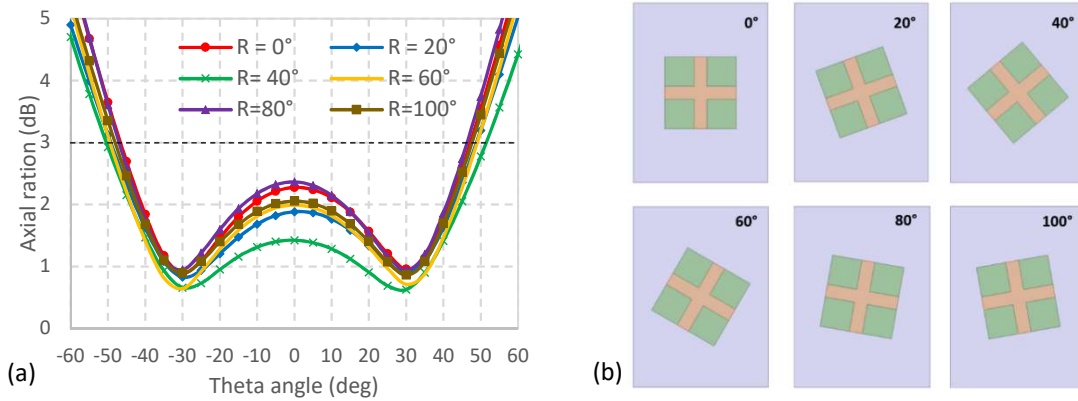 5
4
3
2
1
0
Axial ration (dB)
R = 0°
R = 20°
R= 40°
R= 60°
R=80°
R=100°
-60 -50 -40 -30 -20 -10 0 10 20 30 40 50 60
Theta angle (deg)
(a)
0° 20° 40°
60° 80° 100°
(b)